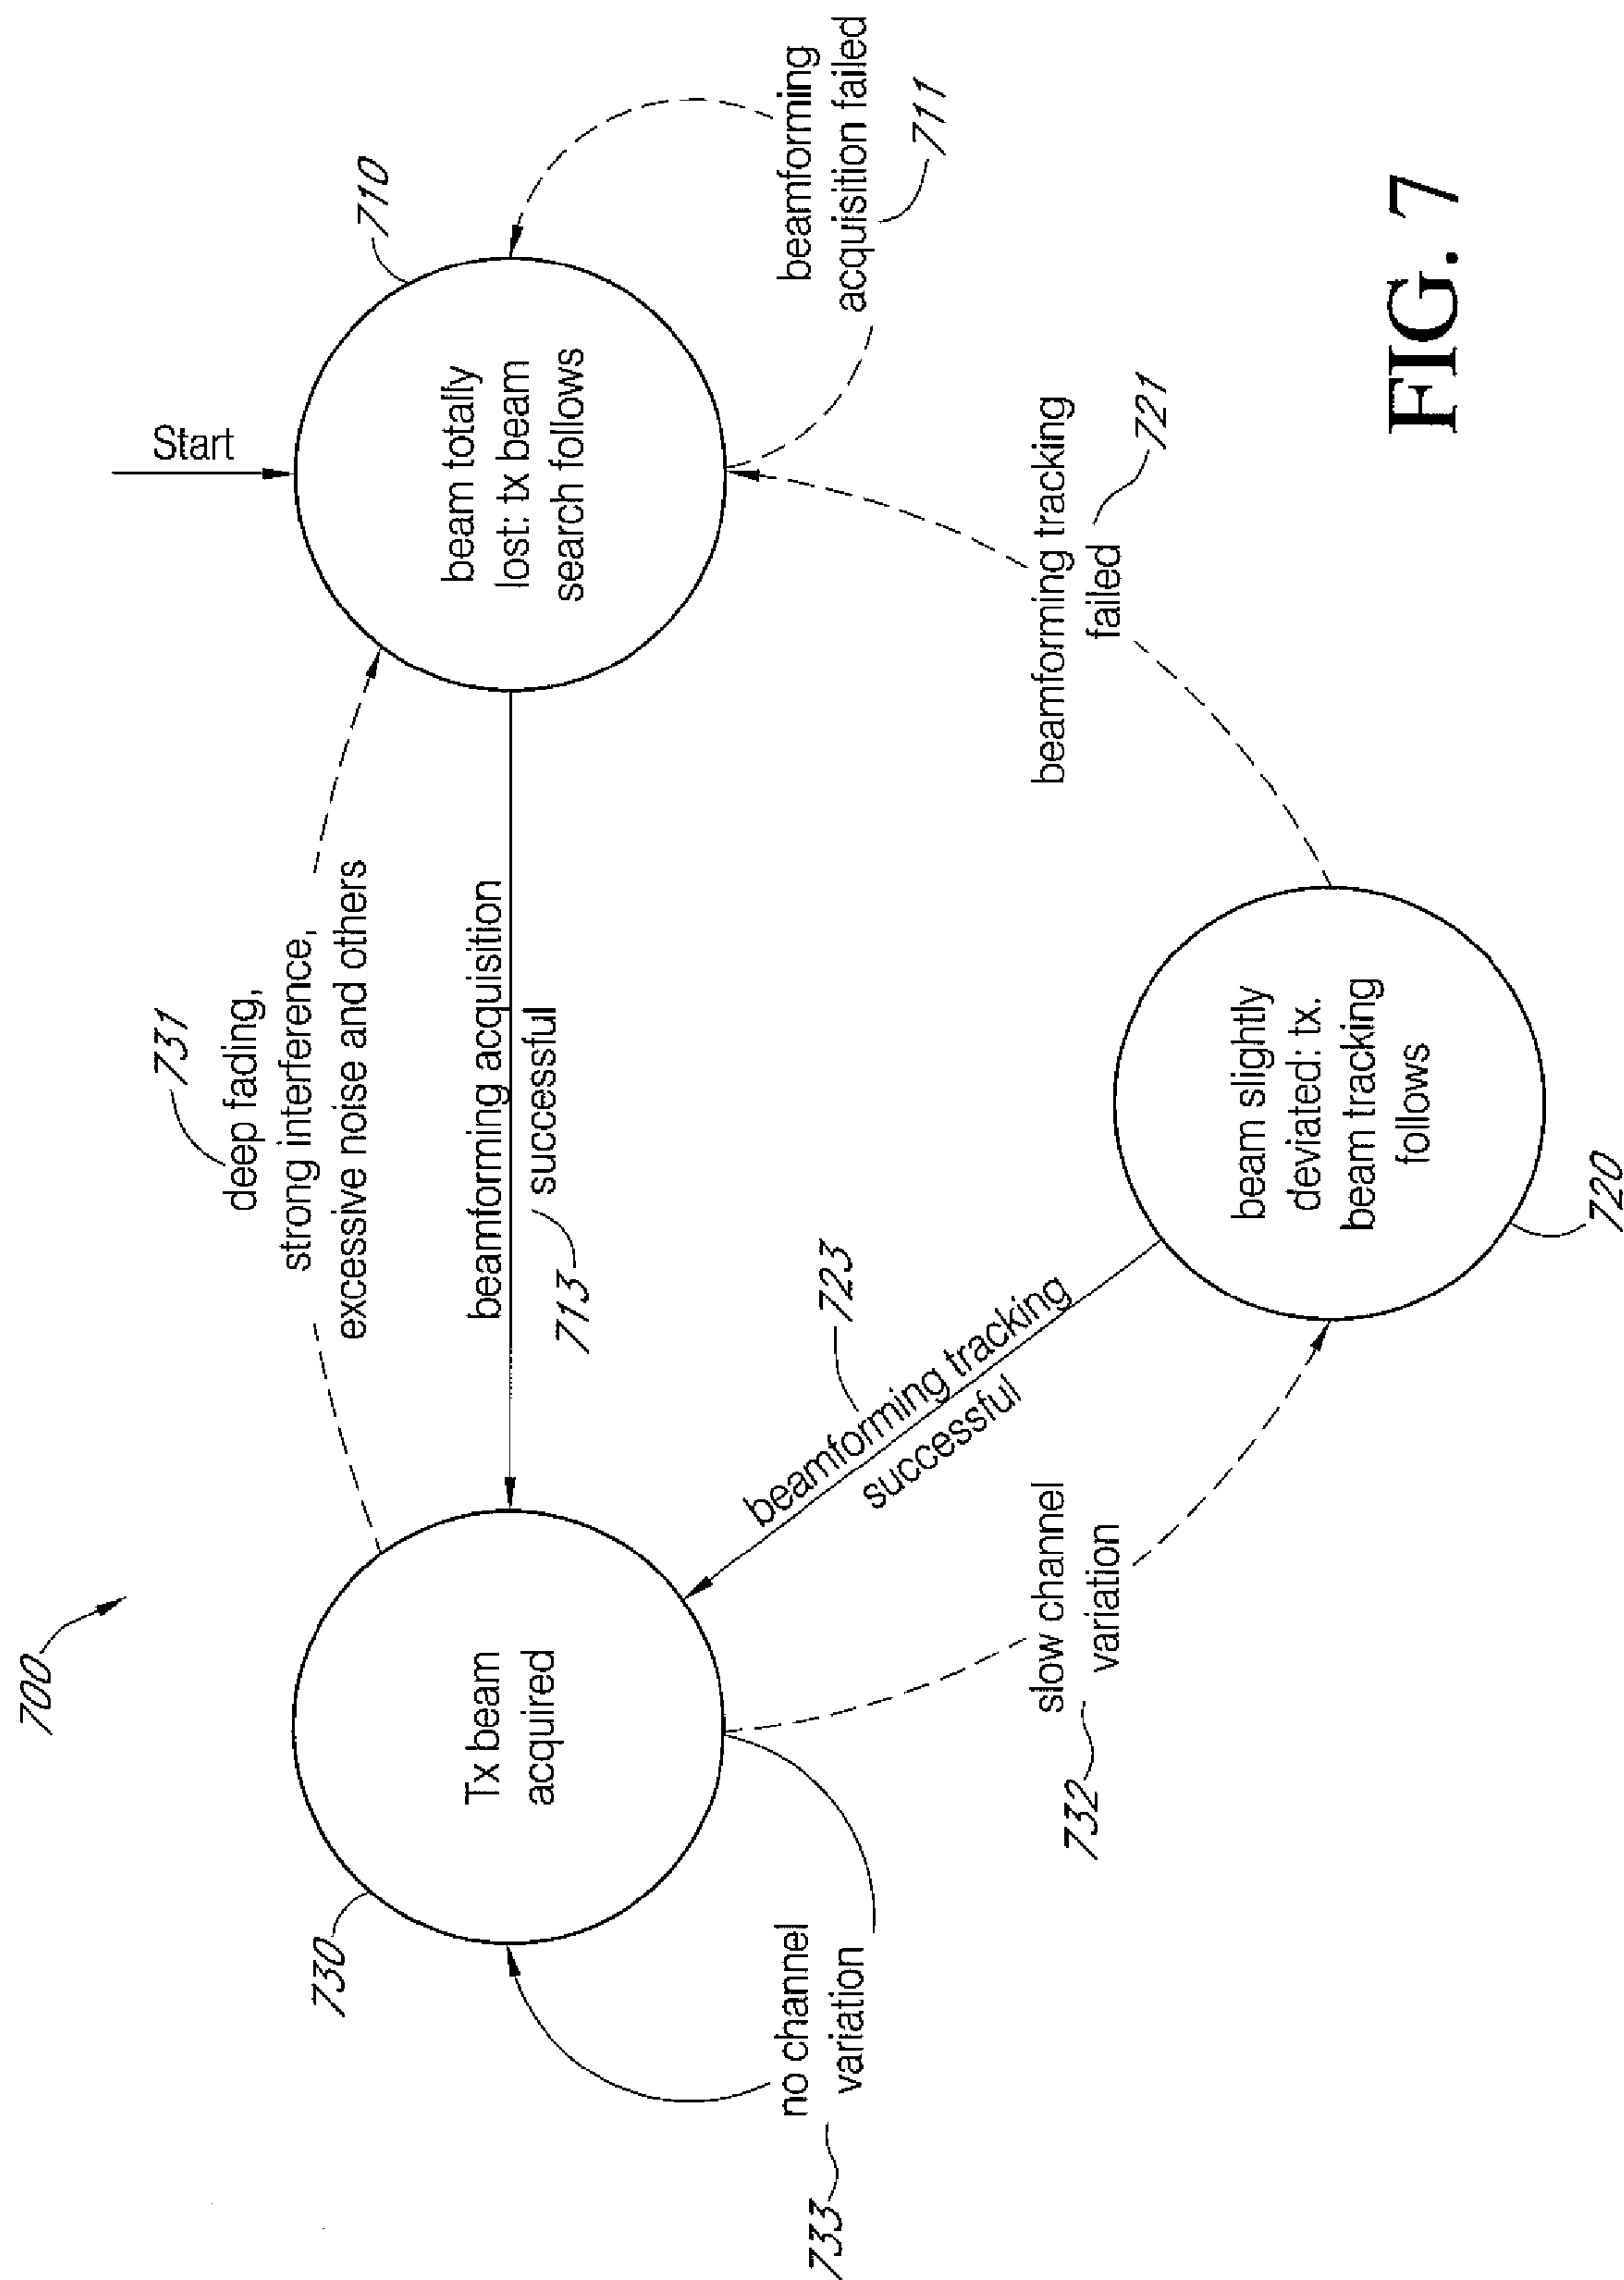 700
731
deep fading,
strong interference,
excessive noise and others
Start
710
730
Tx beam
acquired
beamforming acquisition
successful
713
beam totally
lost: tx beam
search follows
no channel
variation
733
723
beamforming tracking
successful
beamforming
acquisition failed
711
slow channel
variation
732
beam slightly
deviated: tx.
beam tracking
follows
720
beamforming tracking
failed
721
FIG. 7